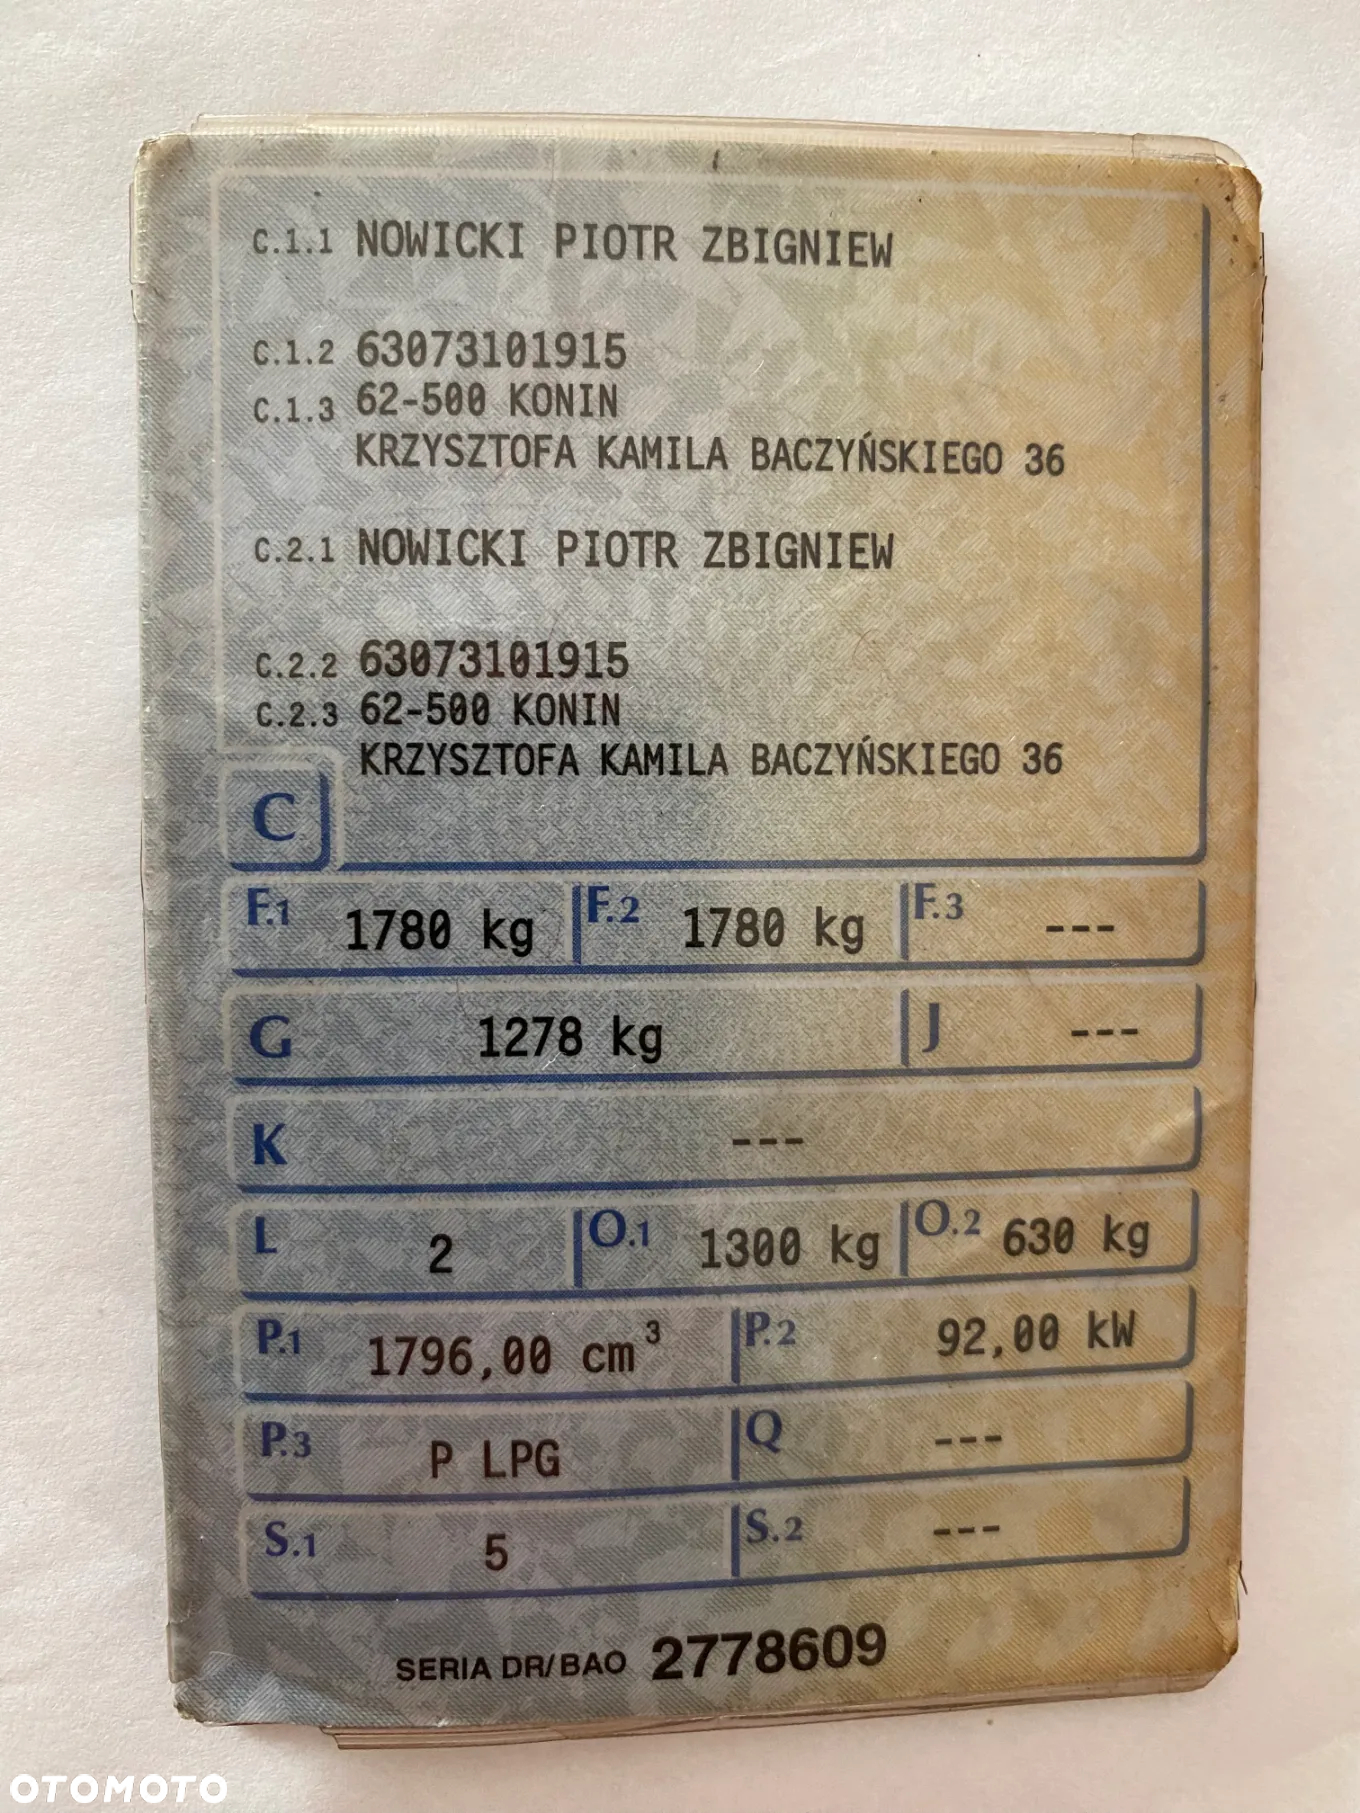 C.1.1 NOWICKI PIOTR ZBIGNIEW
C.1.2 63073101915
C.1.3 62-500 KONIN
KRZYSZTOFA KAMILA BACZYŃSKIEGO 36
C.2.1 NOWICKI PIOTR ZBIGNIEW
C.2.2 63073101915
C.2.3 62-500 KONIN
KRZYSZTOFA KAMILA BACZYŃSKIEGO 36
C
F.1 1780 kg F.2 1780 kg F.3 ---
G 1278 kg J ---
K ---
L 2 O.1 1300 kg O.2 630 kg
P.1 1796,00 cm³ P.2 92,00 kW
P.3 P LPG Q ---
S.1 5 S.2 ---
SERIA DR/BAO 2778609
OTOMOTO